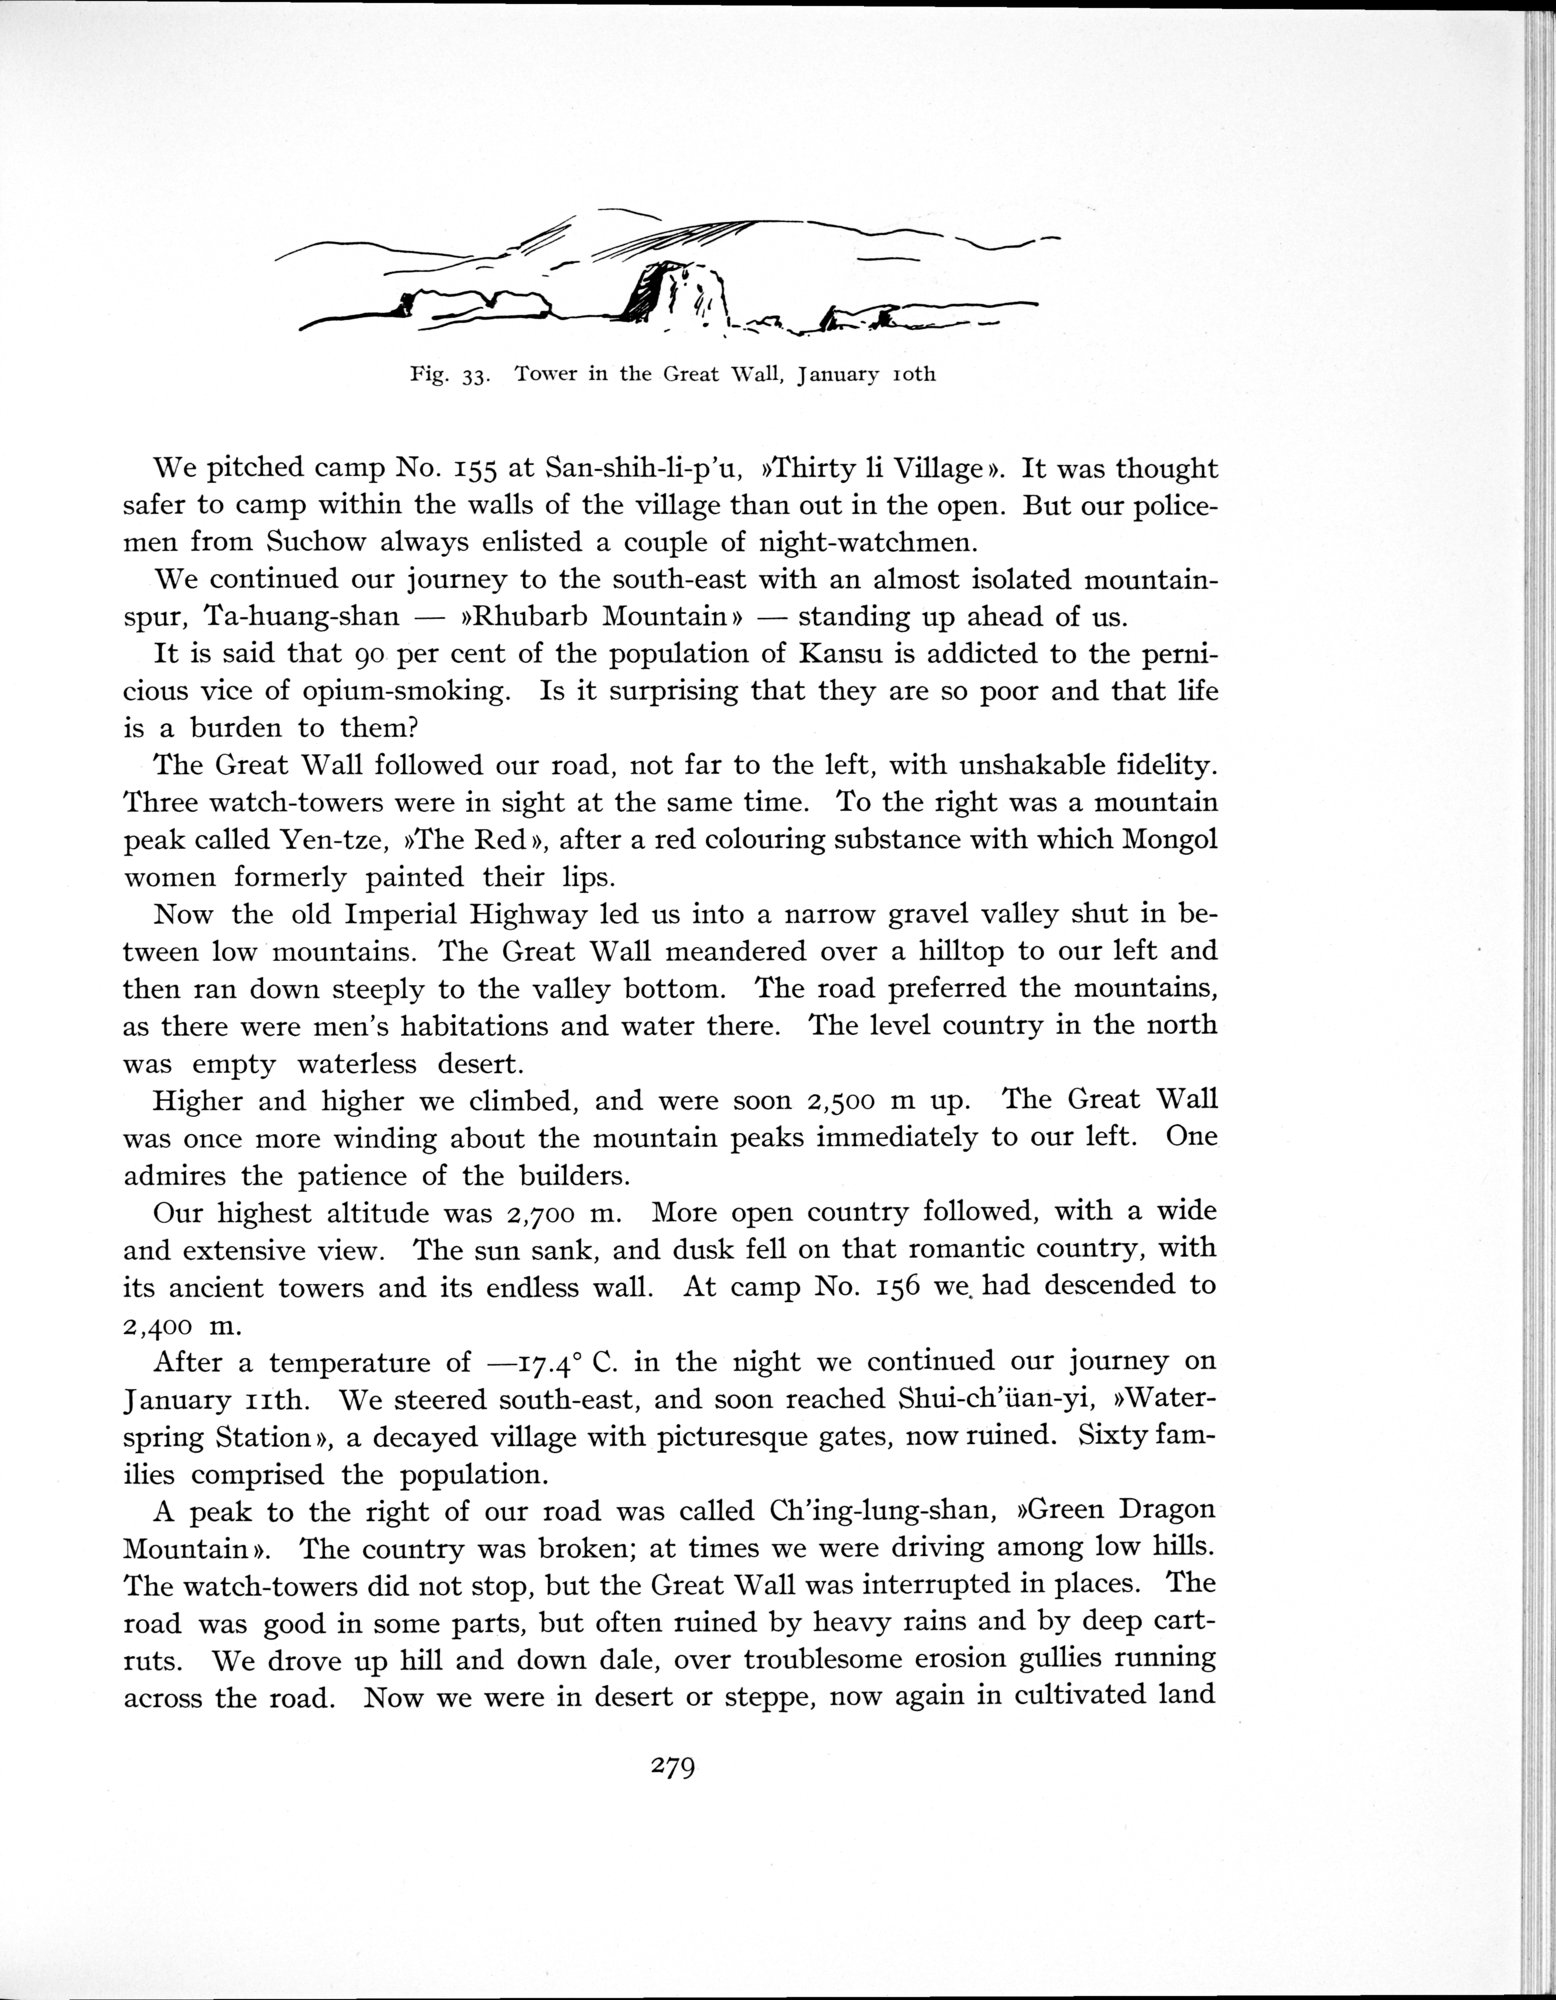 Fig. 33. Tower in the Great Wall, January 10th
We pitched camp No. 155 at San-shih-li-p'u, »Thirty li Village». It was thought
safer to camp within the walls of the village than out in the open. But our police-
men from Suchow always enlisted a couple of night-watchmen.
We continued our journey to the south-east with an almost isolated mountain-
spur, Ta-huang-shan — »Rhubarb Mountain» — standing up ahead of us.
It is said that 90 per cent of the population of Kansu is addicted to the perni-
cious vice of opium-smoking. Is it surprising that they are so poor and that life
is a burden to them?
The Great Wall followed our road, not far to the left, with unshakable fidelity.
Three watch-towers were in sight at the same time. To the right was a mountain
peak called Yen-tze, »The Red», after a red colouring substance with which Mongol
women formerly painted their lips.
Now the old Imperial Highway led us into a narrow gravel valley shut in be-
tween low mountains. The Great Wall meandered over a hilltop to our left and
then ran down steeply to the valley bottom. The road preferred the mountains,
as there were men's habitations and water there. The level country in the north
was empty waterless desert.
Higher and higher we climbed, and were soon 2,500 m up. The Great Wall
was once more winding about the mountain peaks immediately to our left. One
admires the patience of the builders.
Our highest altitude was 2,700 m. More open country followed, with a wide
and extensive view. The sun sank, and dusk fell on that romantic country, with
its ancient towers and its endless wall. At camp No. 156 we had descended to
2,400 m.
After a temperature of —17.4° C. in the night we continued our journey on
January 11th. We steered south-east, and soon reached Shui-ch'üan-yi, »Water-
spring Station», a decayed village with picturesque gates, now ruined. Sixty fam-
ilies comprised the population.
A peak to the right of our road was called Ch'ing-lung-shan, »Green Dragon
Mountain». The country was broken; at times we were driving among low hills.
The watch-towers did not stop, but the Great Wall was interrupted in places. The
road was good in some parts, but often ruined by heavy rains and by deep cart-
ruts. We drove up hill and down dale, over troublesome erosion gullies running
across the road. Now we were in desert or steppe, now again in cultivated land
279